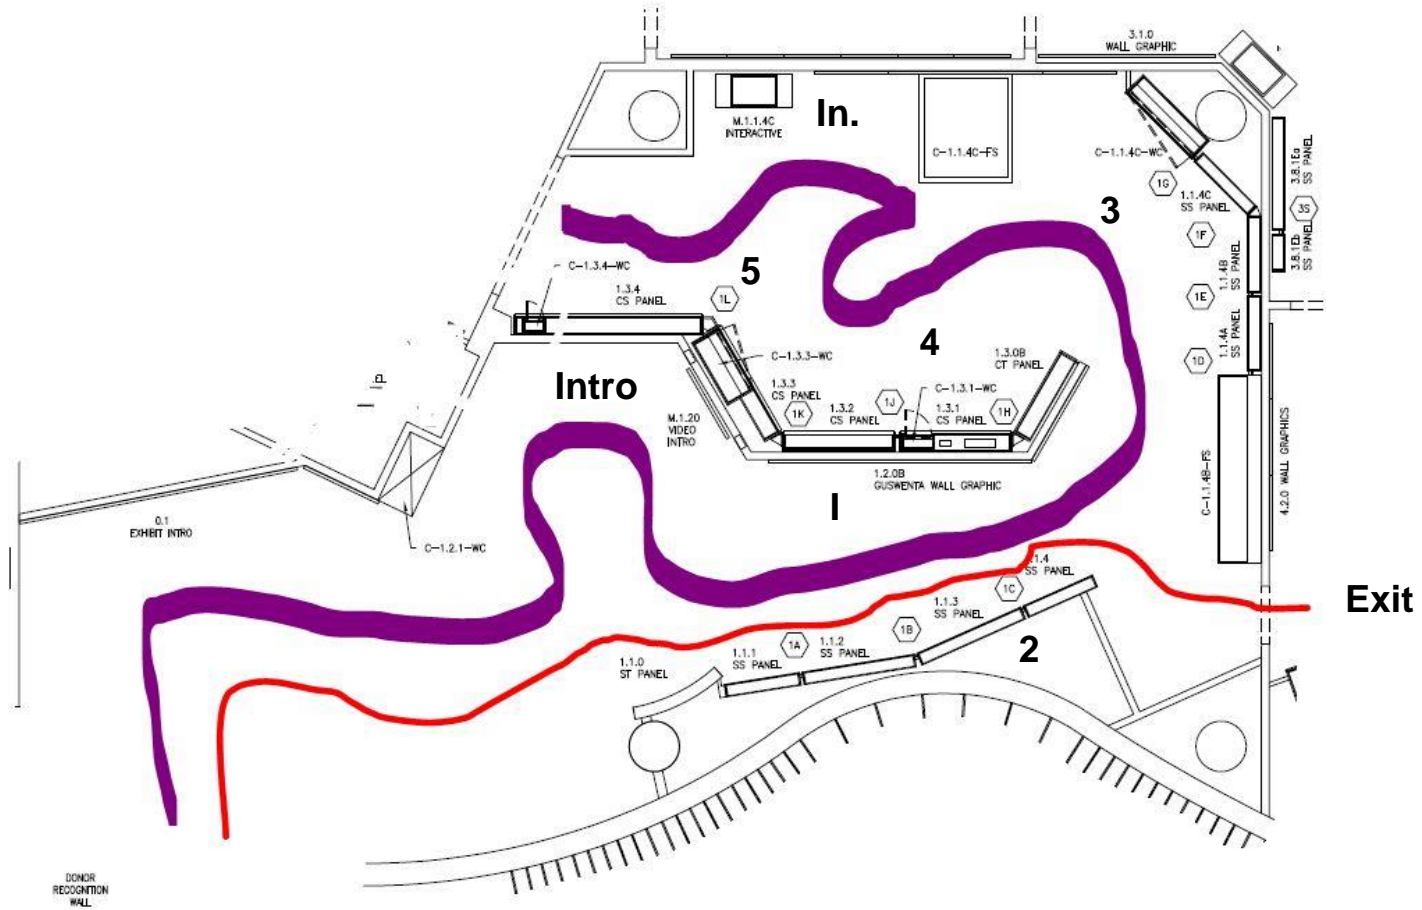 3.1.0
WALL GRAPHIC
M.1.1.4C
INTERACTIVE
In.
C-1.1.4C-FS
C-1.1.4C-WC
1G
1.1.4C
SS PANEL
3.8.1Ea
SS PANEL
3S
3.8.1Eb
SS PANEL
3
1F
1.1.4B
SS PANEL
1E
1.1.4A
SS PANEL
1D
C-1.3.4-WC
5
1.3.4
CS PANEL
1L
4
1.3.0B
CT PANEL
C-1.3.3-WC
Intro
1.3.3
CS PANEL
C-1.3.1-WC
M.1.20
VIDEO
INTRO
1K
1.3.2
CS PANEL
1J
1.3.1
CS PANEL
1H
1.2.0B
GUSWENTA WALL GRAPHIC
C-1.1.4B-FS
4.2.0 WALL GRAPHICS
I
0.1
EXHIBIT INTRO
C-1.2.1-WC
1.1.4
SS PANEL
1C
Exit
1.1.3
SS PANEL
1B
1A
1.1.2
SS PANEL
2
1.1.1
SS PANEL
1.1.0
ST PANEL
DONOR
RECOGNITION
WALL